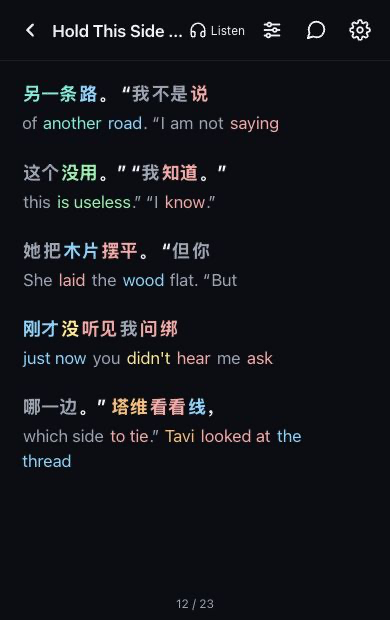 Hold This Side ... Listen
另一条路。“我不是说
of another road. “I am not saying
这个没用。” “我知道。”
this is useless.” “I know.”
她把木片摆平。“但你
She laid the wood flat. “But
刚才没听见我问绑
just now you didn't hear me ask
哪一边。” 塔维看看线，
which side to tie.” Tavi looked at the
thread
12 / 23